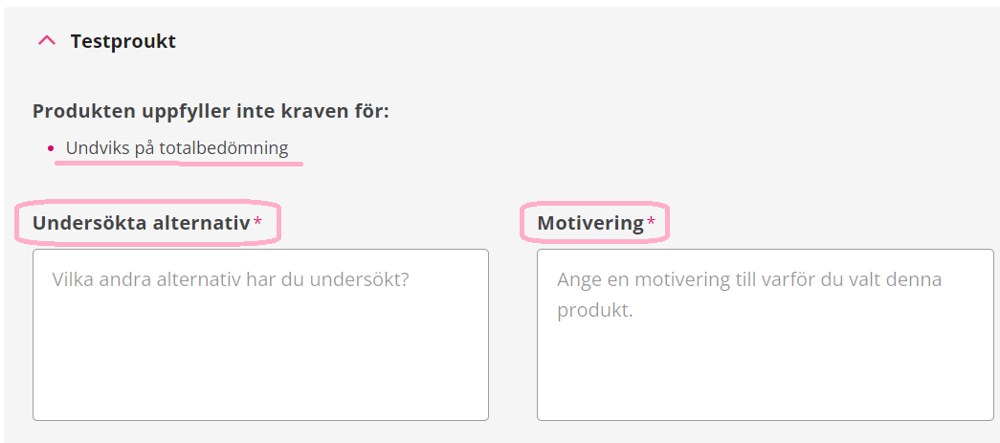 Testproukt
Produkten uppfyller inte kraven för:
Undviks på totalbedömning
Undersökta alternativ*
Motivering*
Vilka andra alternativ har du undersökt?
Ange en motivering till varför du valt denna
produkt.